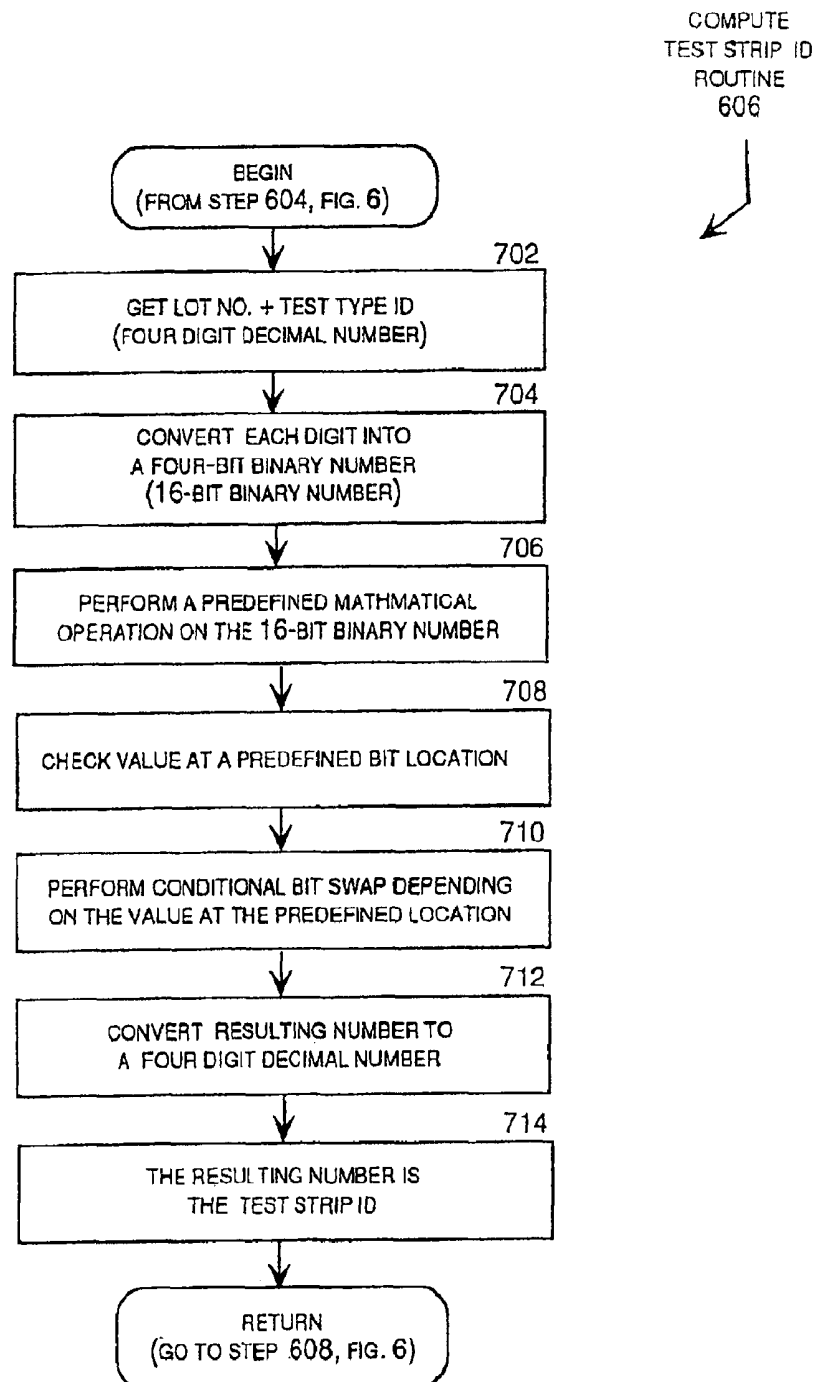 COMPUTE
TEST STRIP ID
ROUTINE
606
BEGIN
(FROM STEP 604, FIG. 6)
702
GET LOT NO. + TEST TYPE ID
(FOUR DIGIT DECIMAL NUMBER)
704
CONVERT EACH DIGIT INTO
A FOUR-BIT BINARY NUMBER
(16-BIT BINARY NUMBER)
706
PERFORM A PREDEFINED MATHMATICAL
OPERATION ON THE 16-BIT BINARY NUMBER
708
CHECK VALUE AT A PREDEFINED BIT LOCATION
710
PERFORM CONDITIONAL BIT SWAP DEPENDING
ON THE VALUE AT THE PREDEFINED LOCATION
712
CONVERT RESULTING NUMBER TO
A FOUR DIGIT DECIMAL NUMBER
714
THE RESULTING NUMBER IS
THE TEST STRIP ID
RETURN
(GO TO STEP 608, FIG. 6)